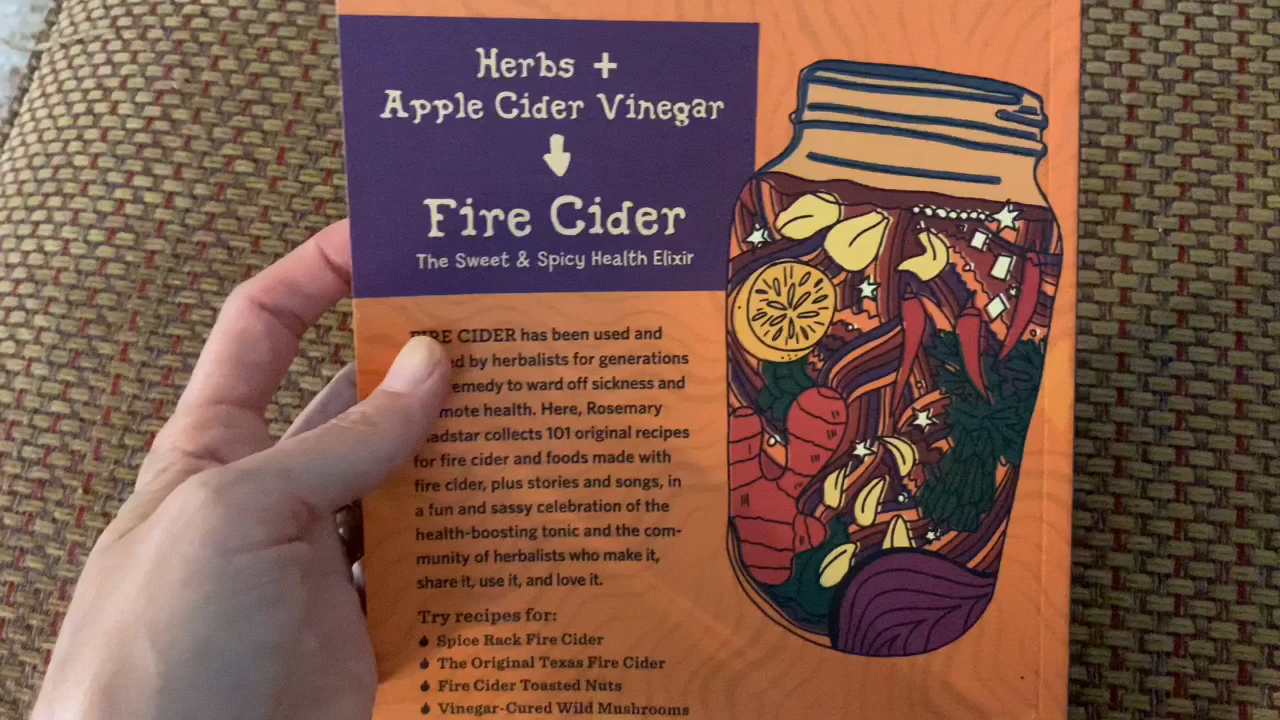 Herbs +
Apple Cider Vinegar
Fire Cider
The Sweet & Spicy Health Elixir
FIRE CIDER has been used and
by herbalists for generations
remedy to ward off sickness and
health. Here, Rosemary
collects 101 original recipes
for fire cider and foods made with
fire cider, plus stories and songs, in
a fun and sassy celebration of the
health-boosting tonic and the com-
munity of herbalists who make it,
share it, use it, and love it.
Try recipes for:
Spice Rack Fire Cider
The Original Texas Fire Cider
Fire Cider Toasted Nuts
Vinegar-Cured Wild Mushrooms